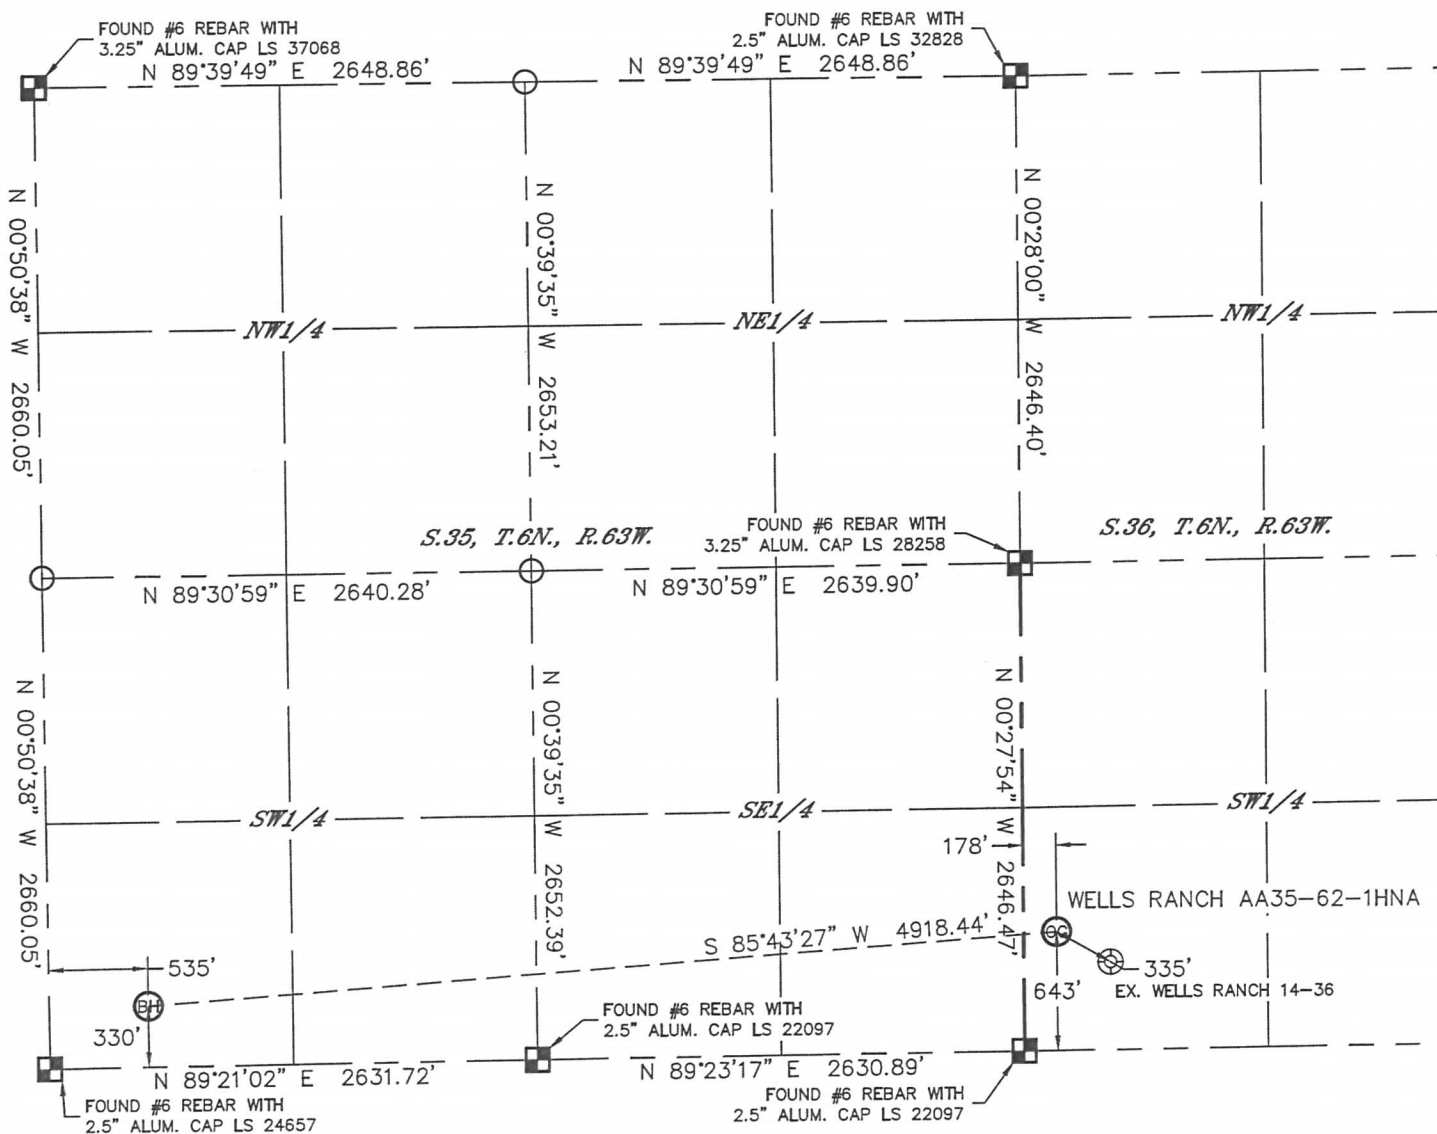 FOUND #6 REBAR WITH
3.25" ALUM. CAP LS 37068
FOUND #6 REBAR WITH
2.5" ALUM. CAP LS 32828
N 89°39'49" E 2648.86'
N 89°39'49" E 2648.86'
N 00°50'38" W 2660.05'
N 00°39'35" W 2653.21'
N 00°28'00" W 2646.40'
NW1/4
NE1/4
NW1/4
S.35, T.6N., R.63W.
FOUND #6 REBAR WITH
3.25" ALUM. CAP LS 28258
S.36, T.6N., R.63W.
N 89°30'59" E 2640.28'
N 89°30'59" E 2639.90'
N 00°50'38" W 2660.05'
N 00°39'35" W 2652.39'
N 00°27'54" W 2646.47'
SW1/4
SE1/4
SW1/4
178'
WELLS RANCH AA35-62-1HNA
OG
S 85°43'27" W 4918.44'
535'
335'
EX. WELLS RANCH 14-36
643'
BH
330'
FOUND #6 REBAR WITH
2.5" ALUM. CAP LS 22097
N 89°21'02" E 2631.72'
N 89°23'17" E 2630.89'
FOUND #6 REBAR WITH
2.5" ALUM. CAP LS 24657
FOUND #6 REBAR WITH
2.5" ALUM. CAP LS 22097